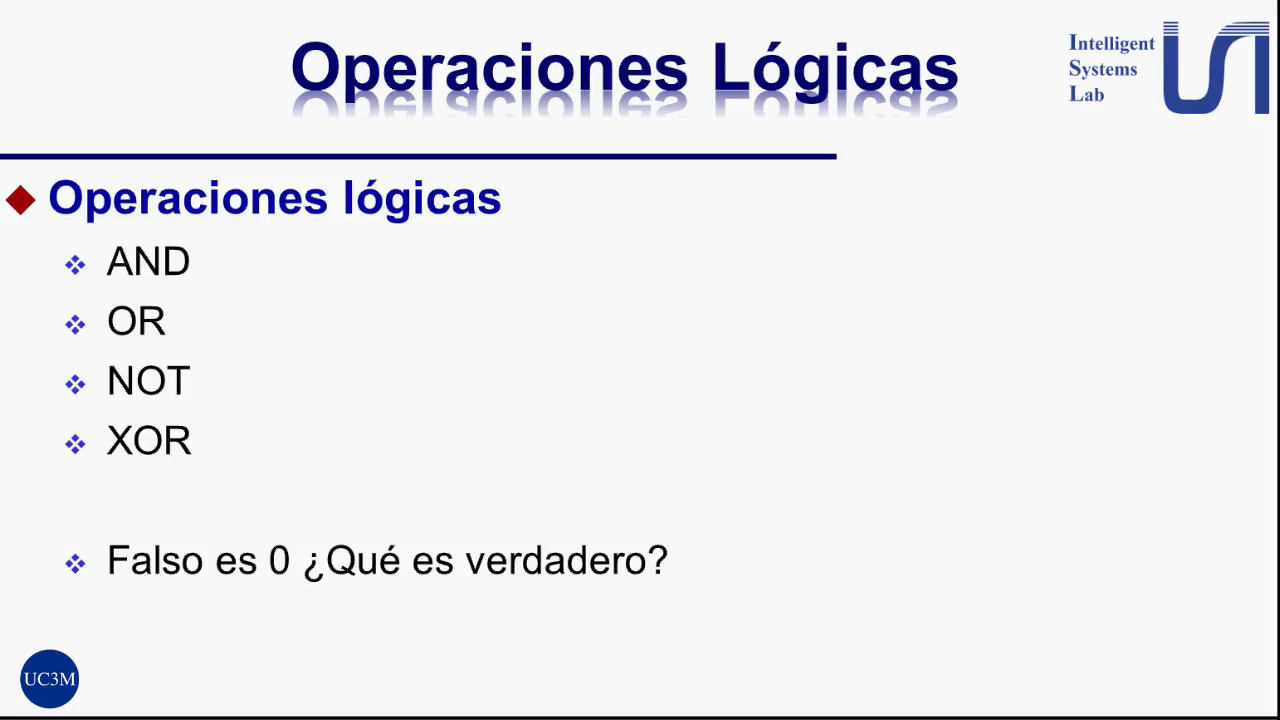 Operaciones Lógicas
Intelligent
Systems
Lab
Operaciones lógicas
AND
OR
NOT
XOR
Falso es 0 ¿Qué es verdadero?
UC3M